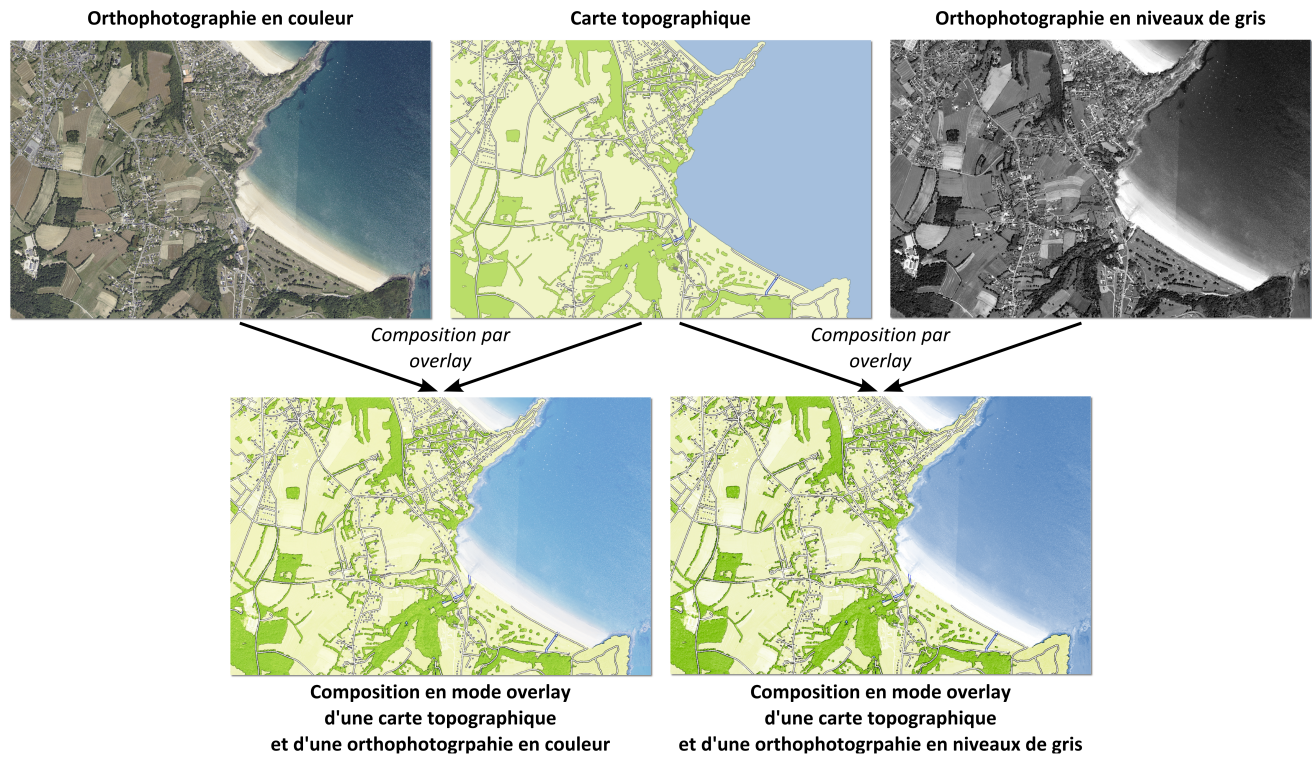 Orthophotographie en couleur
Carte topographique
Orthophotographie en niveaux de gris
Composition par
overlay
Composition par
overlay
Composition en mode overlay
d'une carte topographique
et d'une orthophotogrpahie en couleur
Composition en mode overlay
d'une carte topographique
et d'une orthophotogrpahie en niveaux de gris